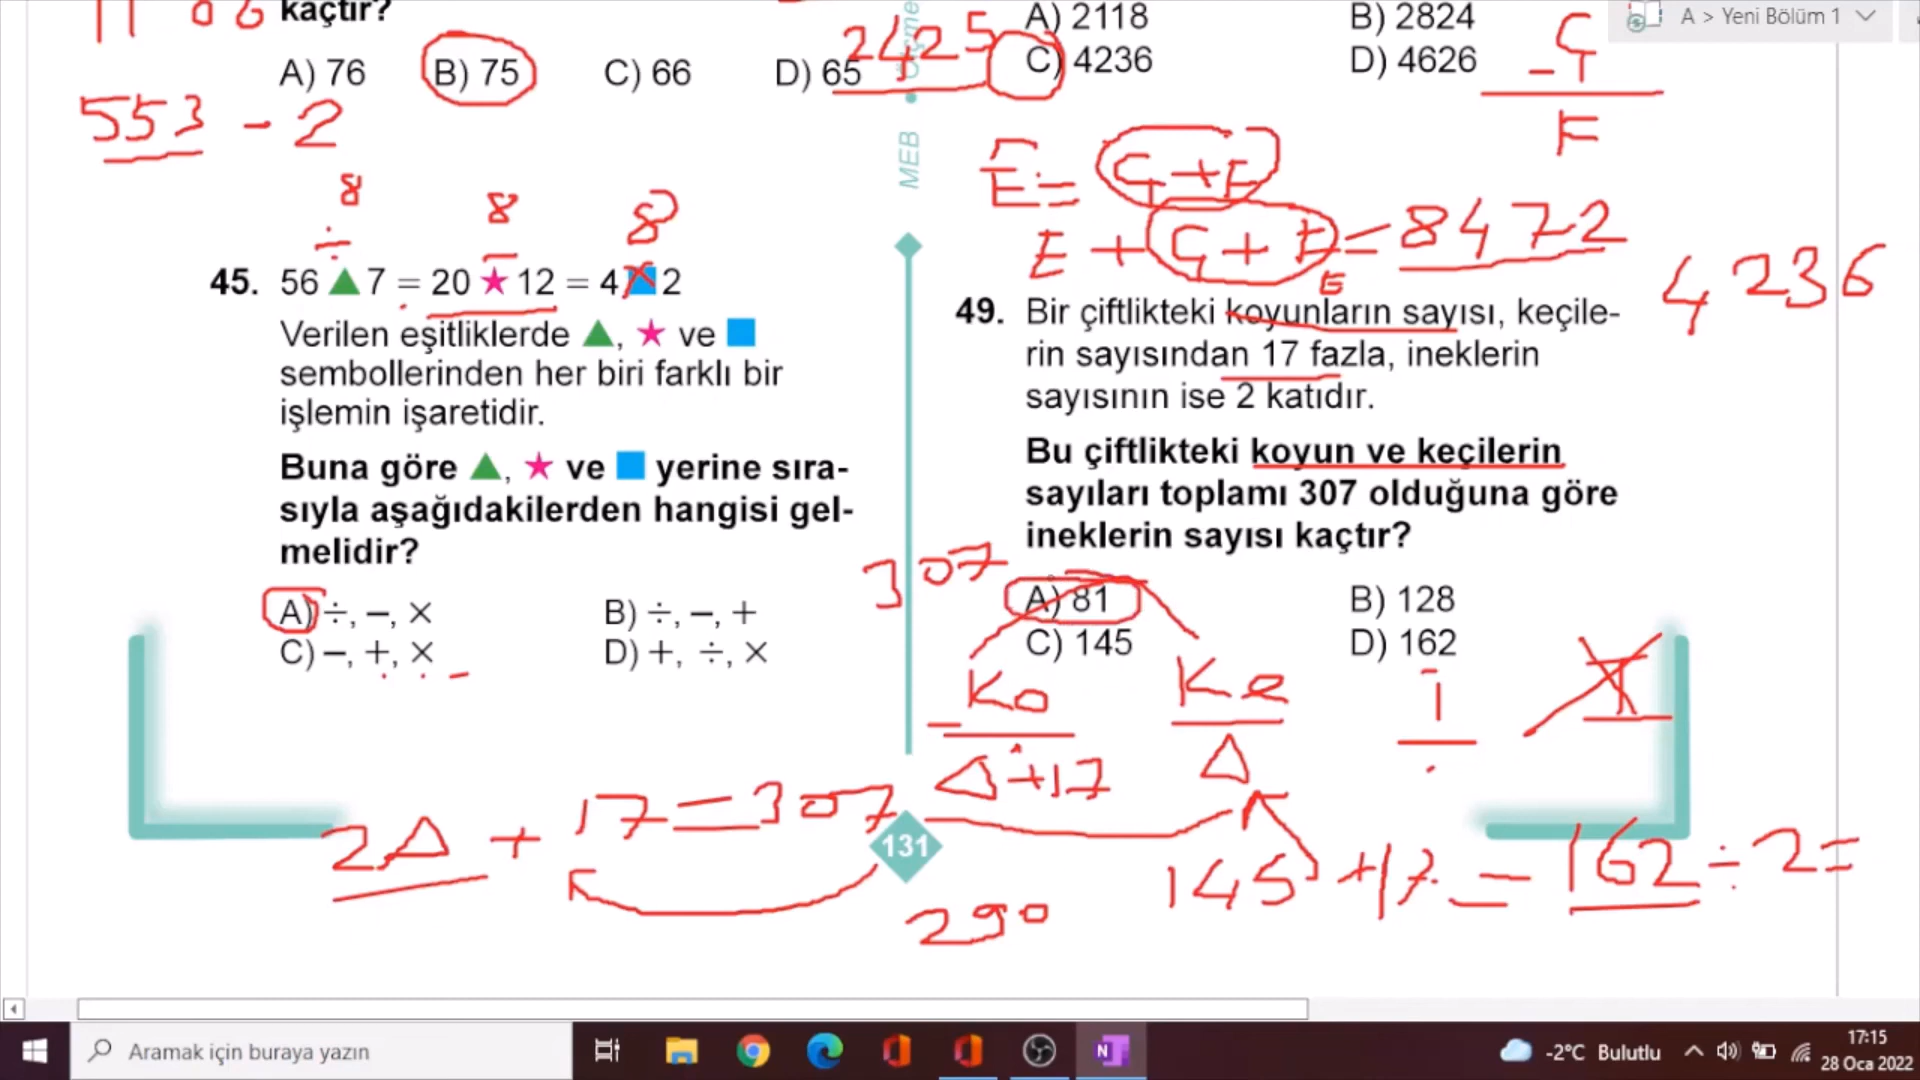 kaçtır?
A) 76
B) 75
C) 66
D) 65
553 - 2
8
8
8
÷
-
45. 56 ▲ 7 = 20 ★ 12 = 4 ■ 2
Verilen eşitliklerde ▲, ★ ve ■
sembollerinden her biri farklı bir
işlemin işaretidir.
Buna göre ▲, ★ ve ■ yerine sıra-
sıyla aşağıdakilerden hangisi gel-
melidir?
A) ÷, −, ×
B) ÷, −, +
C) −, +, ×
D) +, ÷, ×
2Δ + 17 = 307
MEB
2425
A) 2118
B) 2824
C) 4236
D) 4626
Ç
- Ç
F
E = Ç + F
E + Ç + F = 8472
E
4236
49. Bir çiftlikteki koyunların sayısı, keçile-
rin sayısından 17 fazla, ineklerin
sayısının ise 2 katıdır.
Bu çiftlikteki koyun ve keçilerin
sayıları toplamı 307 olduğuna göre
ineklerin sayısı kaçtır?
307
A) 81
B) 128
C) 145
D) 162
Ko
Ke
İ
Δ + 17
Δ
131
145 + 17 = 162 ÷ 2 =
290
A > Yeni Bölüm 1
Aramak için buraya yazın
-2°C Bulutlu
17:15
28 Oca 2022